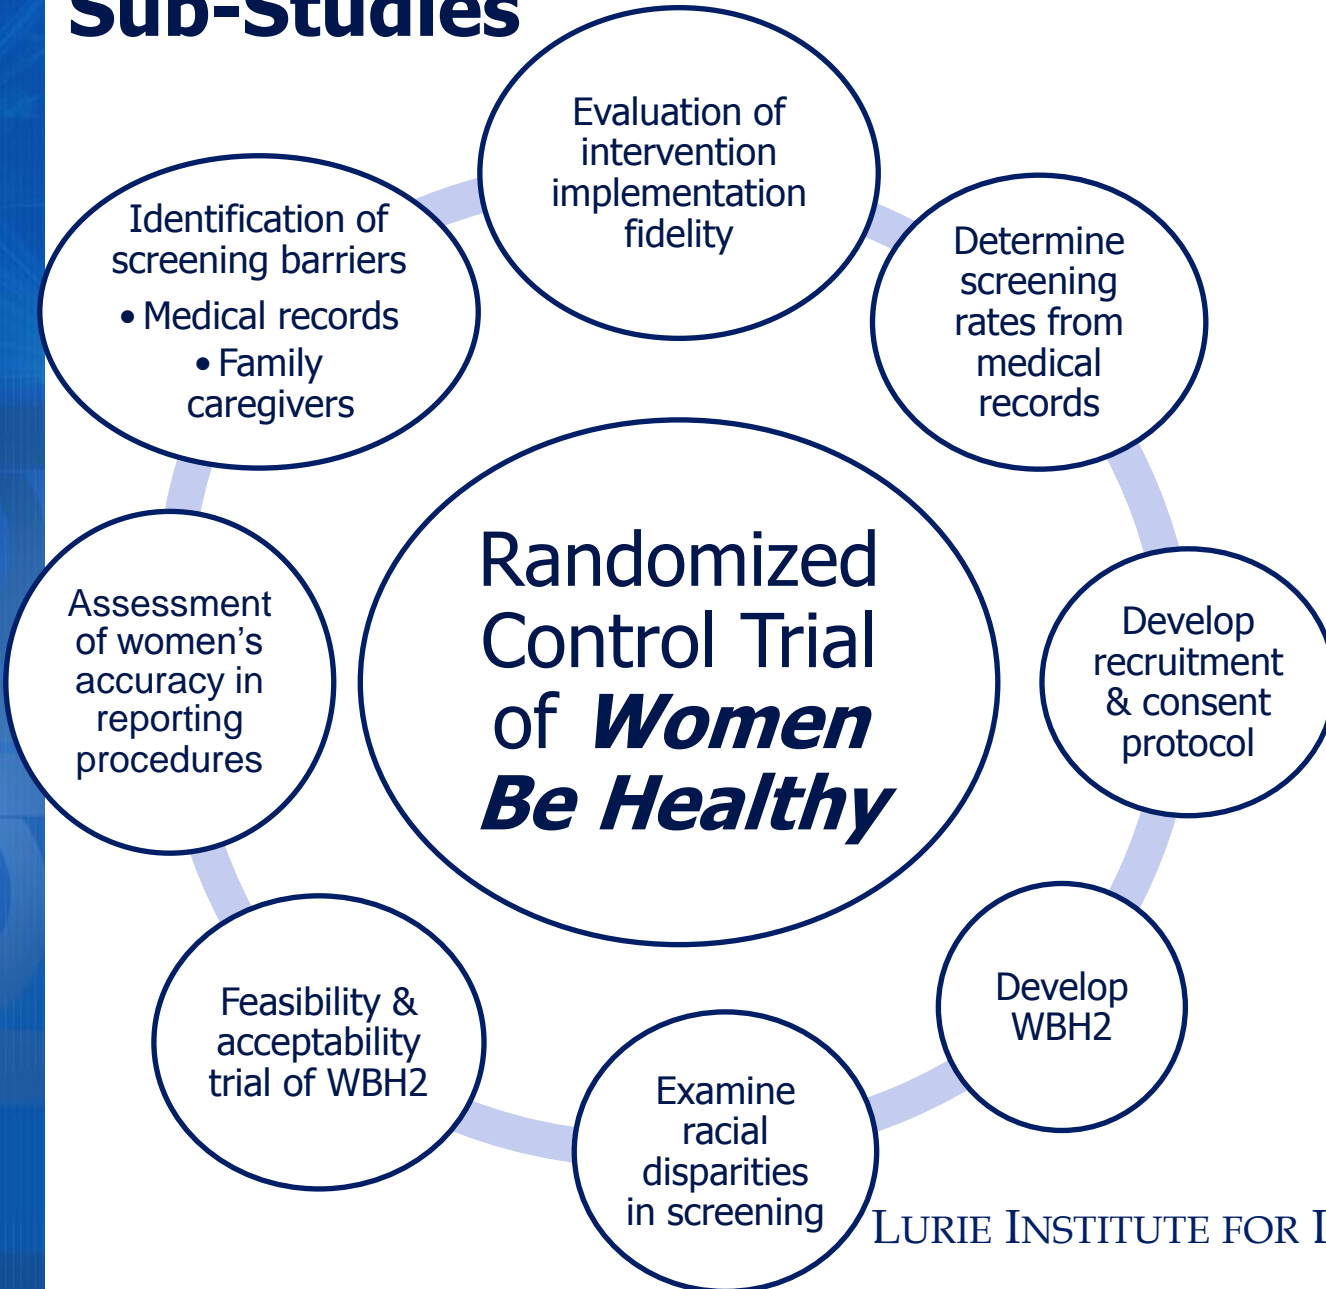 Sub-Studies
Evaluation of
intervention
implementation
fidelity
Determine
screening
rates from
medical
records
Develop
recruitment
& consent
protocol
Develop
WBH2
Examine
racial
disparities
in screening
Feasibility &
acceptability
trial of WBH2
Assessment
of women’s
accuracy in
reporting
procedures
Identification of
screening barriers
• Medical records
• Family
caregivers
Randomized
Control Trial
of Women
Be Healthy
LURIE INSTITUTE FOR